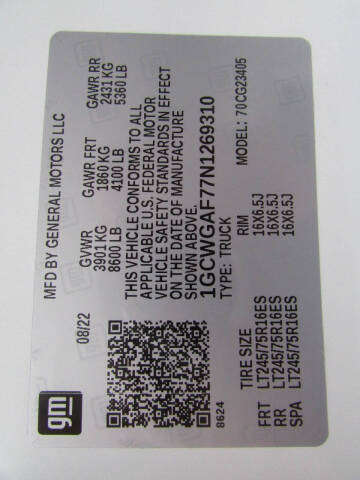 MFD BY GENERAL MOTORS LLC
08/22
GVWR GAWR FRT GAWR RR
3901 KG 1860 KG 2431 KG
8600 LB 4100 LB 5360 LB
THIS VEHICLE CONFORMS TO ALL
APPLICABLE U.S. FEDERAL MOTOR
VEHICLE SAFETY STANDARDS IN EFFECT
ON THE DATE OF MANUFACTURE
SHOWN ABOVE.
1GCWGAF77N1269310
TYPE: TRUCK MODEL: 70CG23405
8624
TIRE SIZE RIM
FRT LT245/75R16ES 16X6.5J
RR LT245/75R16ES 16X6.5J
SPA LT245/75R16ES 16X6.5J
gm